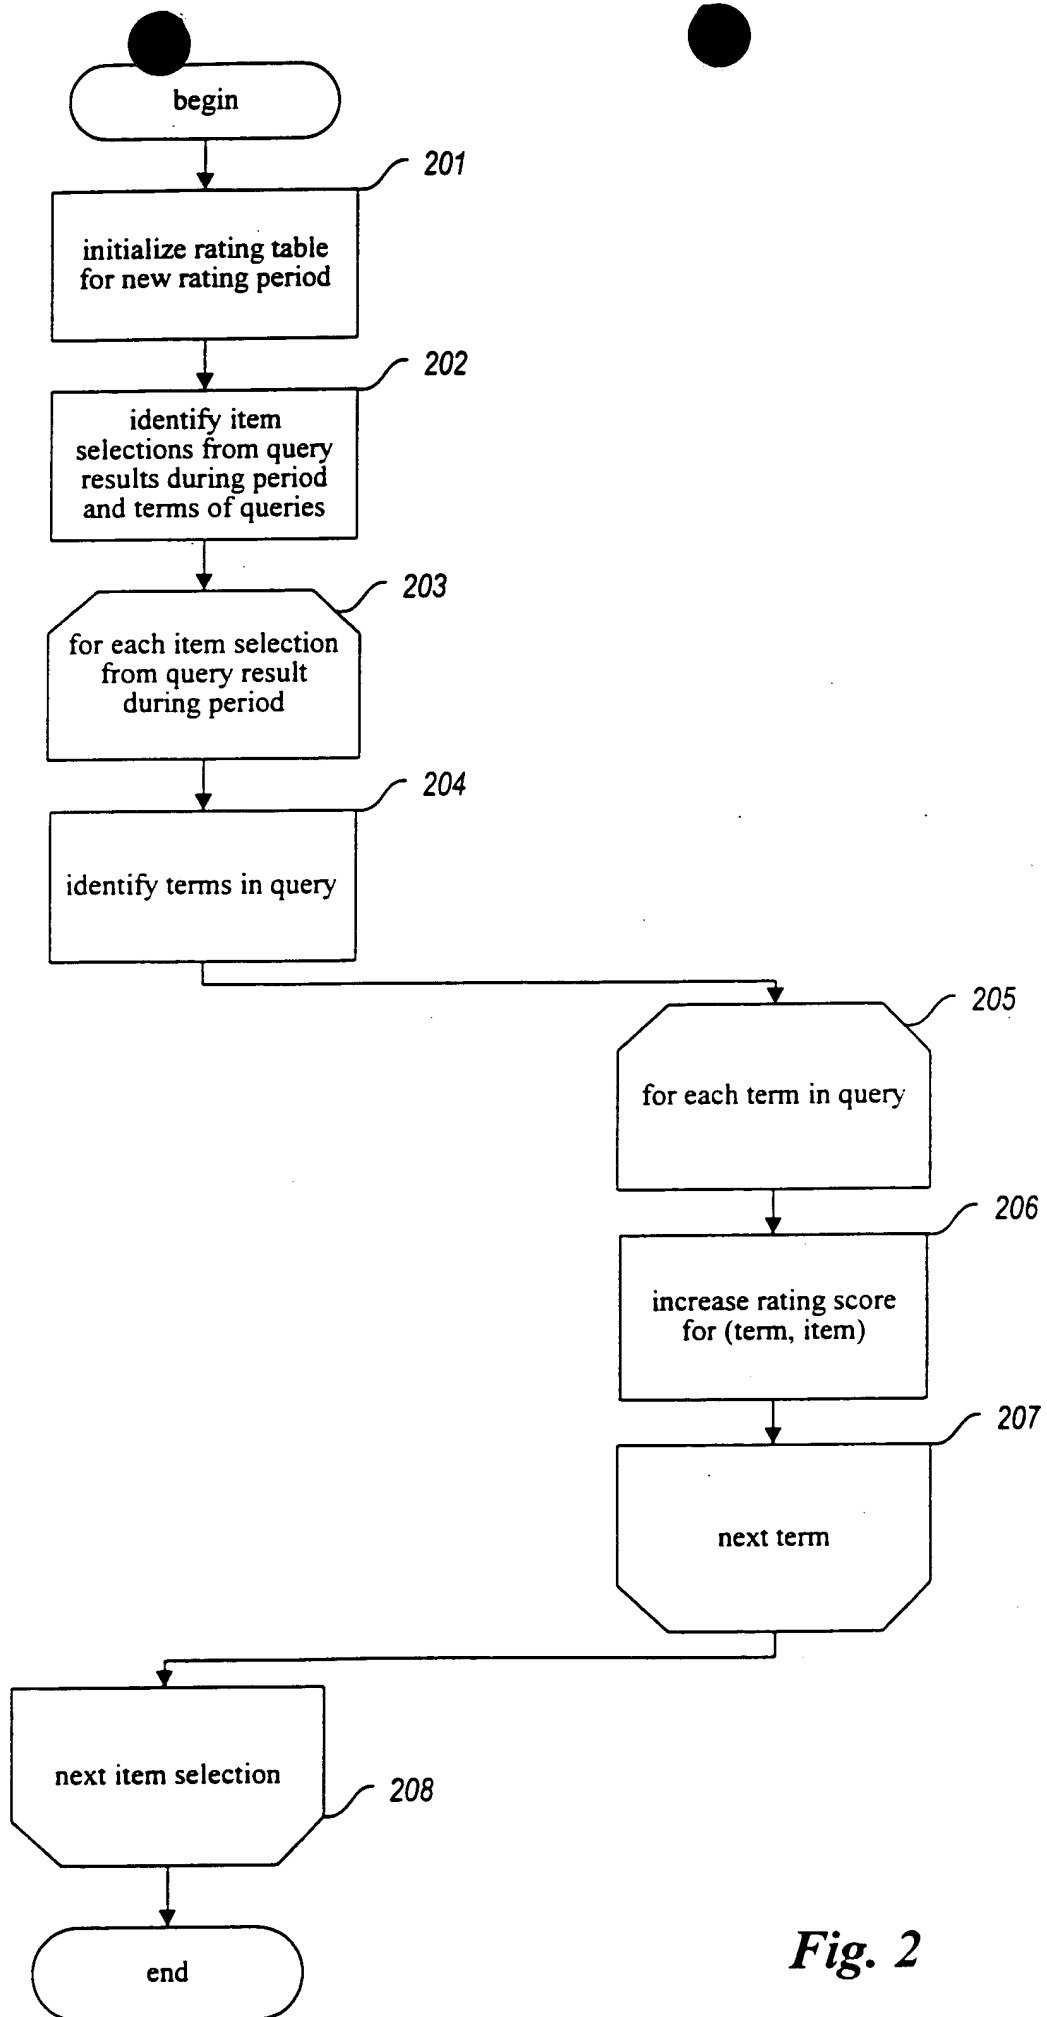 begin
201
initialize rating table
for new rating period
202
identify item
selections from query
results during period
and terms of queries
203
for each item selection
from query result
during period
204
identify terms in query
205
for each term in query
206
increase rating score
for (term, item)
207
next term
next item selection
208
end
Fig. 2